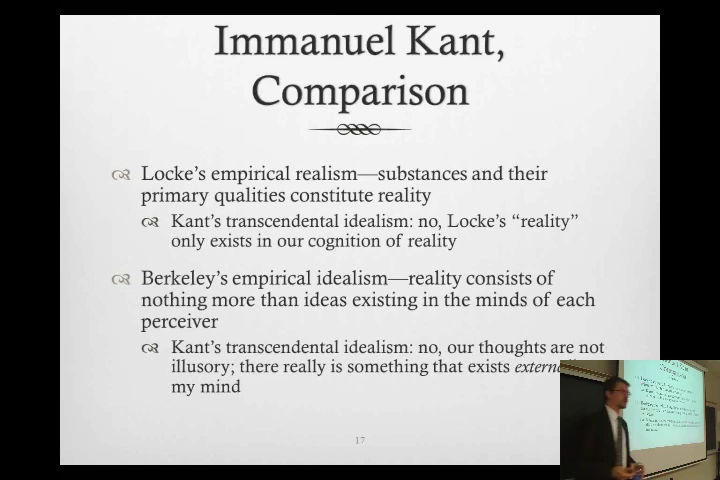 Immanuel Kant,
Comparison
Locke's empirical realism—substances and their
primary qualities constitute reality
Kant's transcendental idealism: no, Locke's “reality”
only exists in our cognition of reality
Berkeley's empirical idealism—reality consists of
nothing more than ideas existing in the minds of each
perceiver
Kant's transcendental idealism: no, our thoughts are not
illusory; there really is something that exists
my mind
17